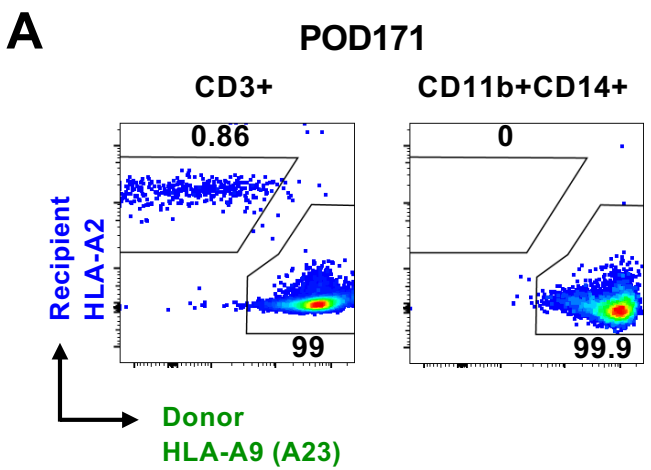 A
POD171
CD3+
CD11b+CD14+
0.86
0
99
99.9
Recipient
HLA-A2
Donor
HLA-A9 (A23)